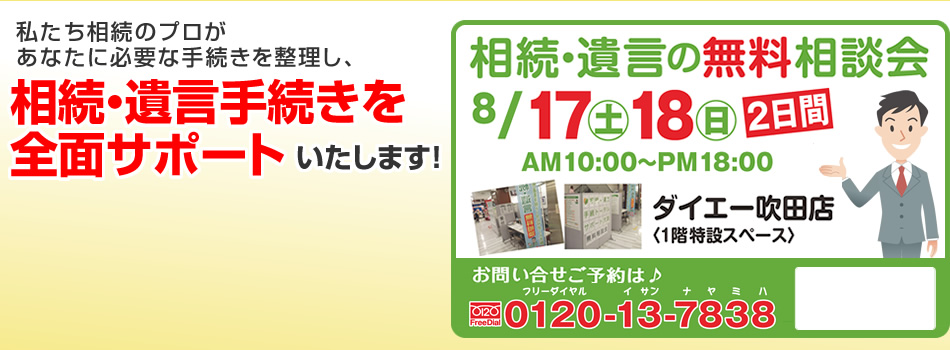 私たち相続のプロが
あなたに必要な手続きを整理し、
相続・遺言手続きを
全面サポートいたします!
相続・遺言の無料相談会
8/17土18日2日間
AM10:00~PM18:00
ダイエー吹田店
〈1階特設スペース〉
お問い合せご予約は♪
フリーダイヤル イサン ナヤミハ
0120 FreeDial 0120-13-7838